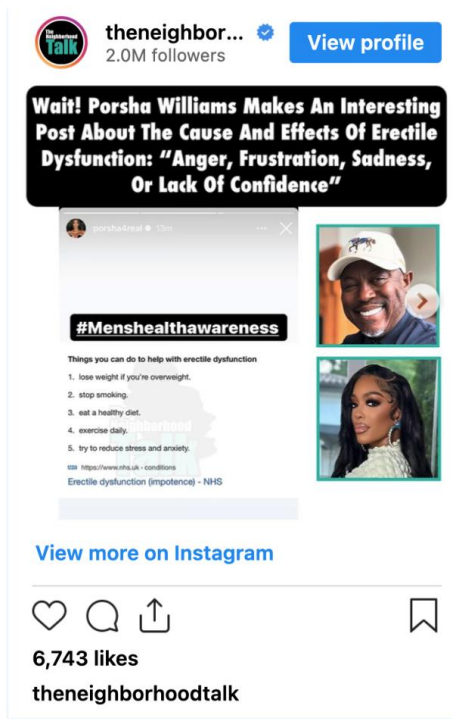 The
Neighborhood
Talk
theneighbor...
2.0M followers
View profile
Wait! Porsha Williams Makes An Interesting
Post About The Cause And Effects Of Erectile
Dysfunction: “Anger, Frustration, Sadness,
Or Lack Of Confidence”
porsha4real 13m
#Menshealthawareness
Things you can do to help with erectile dysfunction
1. lose weight if you're overweight.
2. stop smoking.
3. eat a healthy diet.
4. exercise daily.
5. try to reduce stress and anxiety.
https://www.nhs.uk › conditions
Erectile dysfunction (impotence) - NHS
View more on Instagram
6,743 likes
theneighborhoodtalk